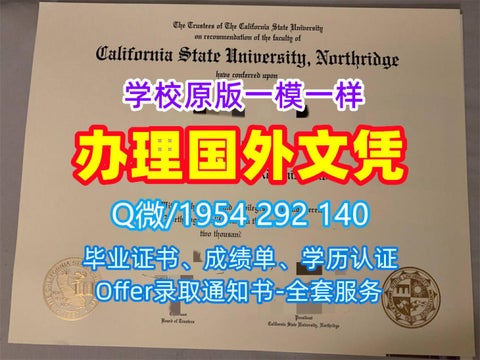 The Trustees of The California State University
on recommendation of the faculty of
California State University, Northridge
have conferred upon
学校原版一模一样
办理国外文凭
Q微/1954 292 140
two thousand
毕业证书、成绩单、学历认证
Offer录取通知书-全套服务
Board of Trustees
President
California State University, Northridge